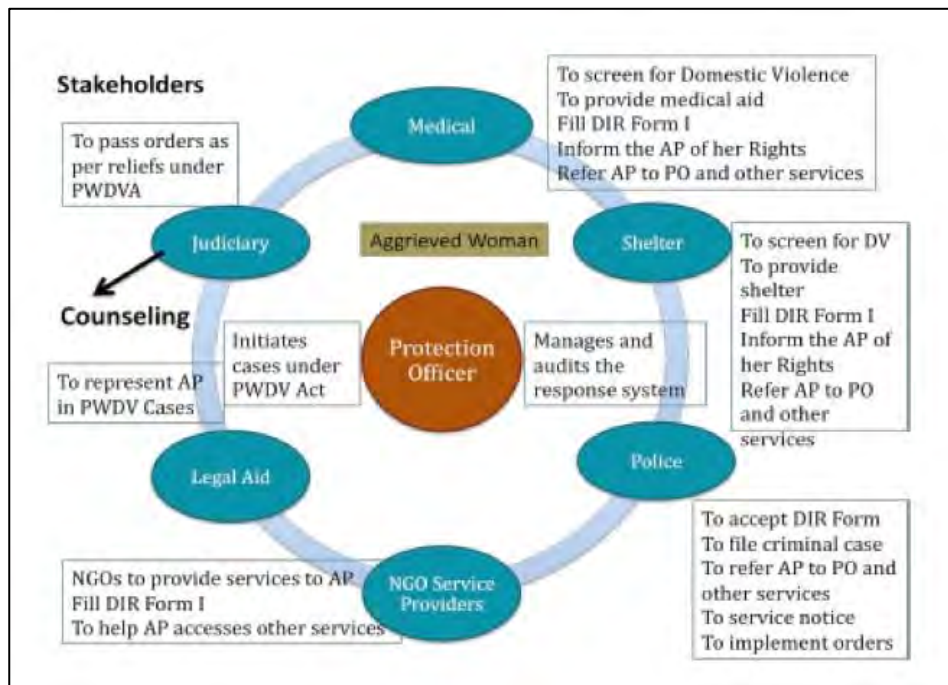 Stakeholders
Medical
To screen for Domestic Violence
To provide medical aid
Fill DIR Form I
Inform the AP of her Rights
Refer AP to PO and other services
To pass orders as
per reliefs under
PWDVA
Judiciary
Aggrieved Woman
Shelter
To screen for DV
To provide
shelter
Fill DIR Form I
Inform the AP of
her Rights
Refer AP to PO
and other
services
Counseling
Initiates
cases under
PWDV Act
Protection
Officer
Manages and
audits the
response system
To represent AP
in PWDV Cases
Legal Aid
Police
To accept DIR Form
To file criminal case
To refer AP to PO and
other services
To service notice
To implement orders
NGOs to provide services to AP
Fill DIR Form I
To help AP accesses other services
NGO Service
Providers